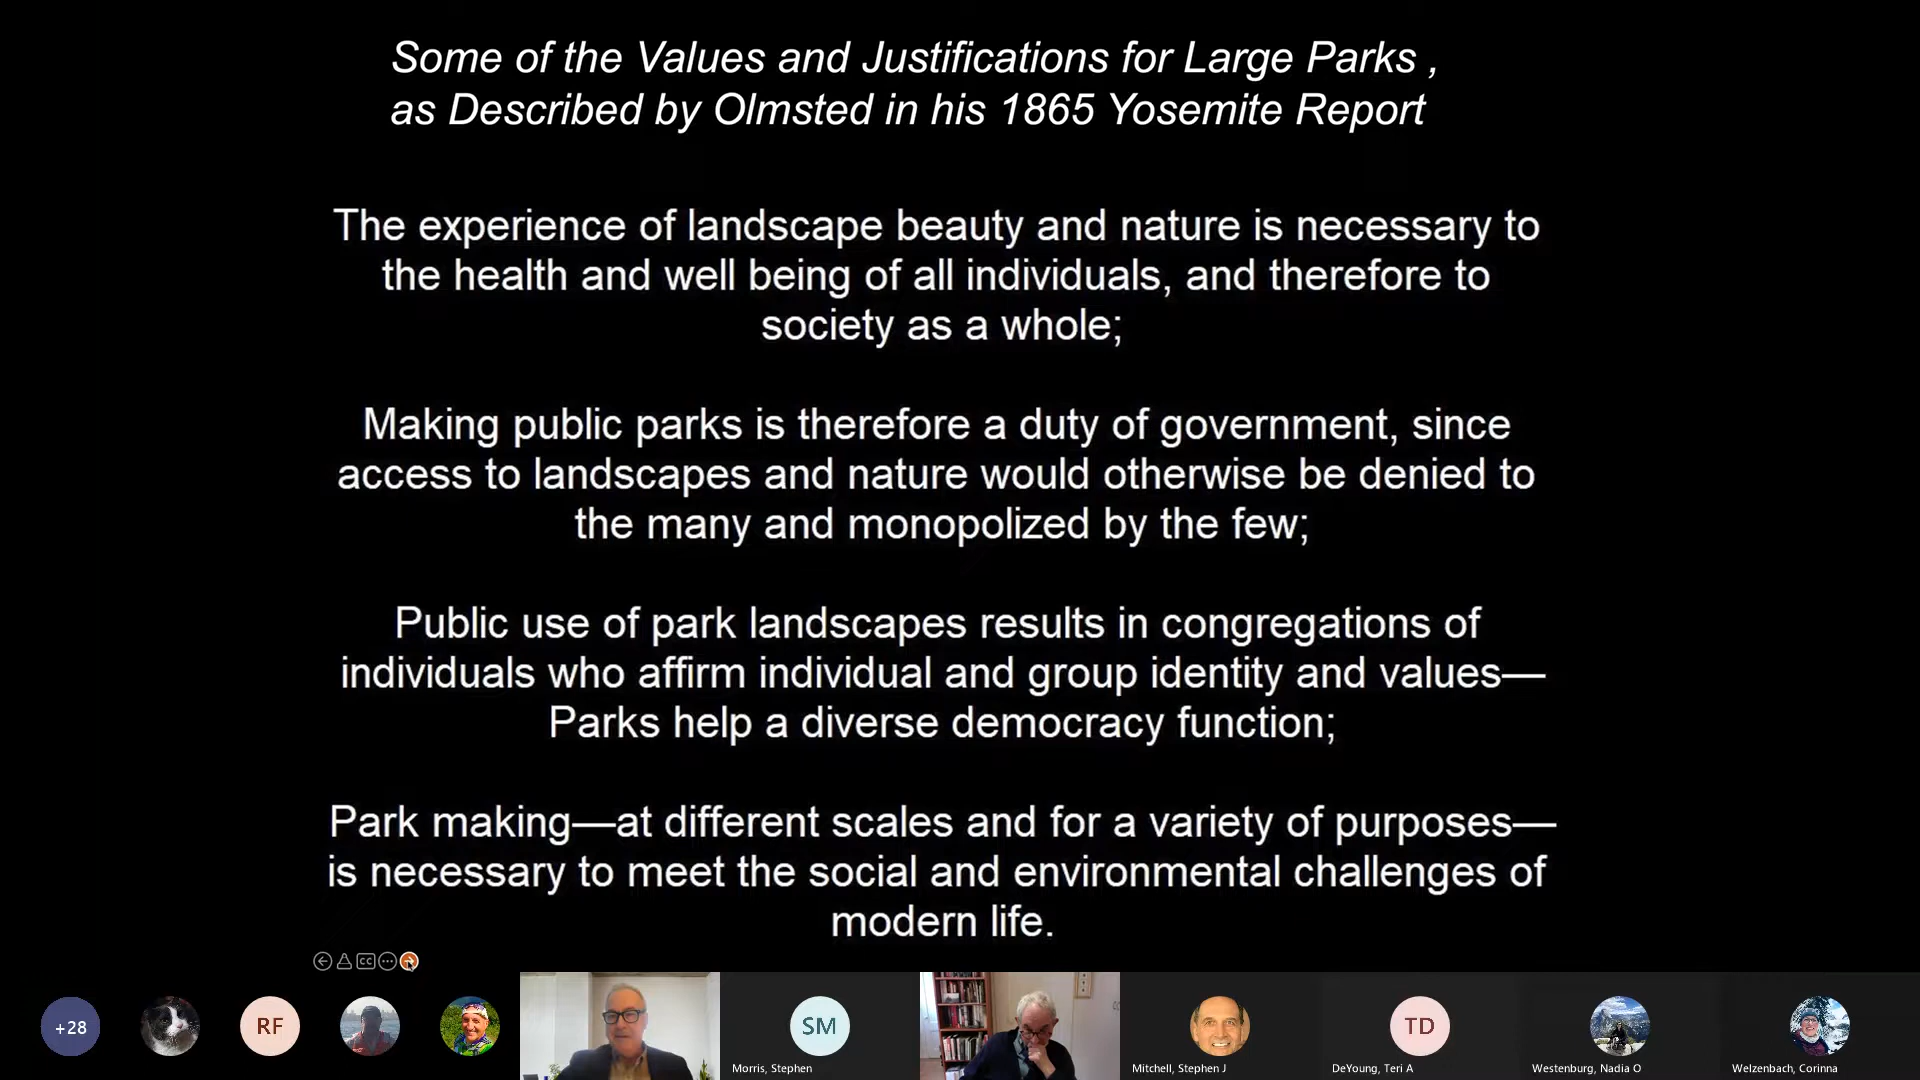 Some of the Values and Justifications for Large Parks ,
as Described by Olmsted in his 1865 Yosemite Report
The experience of landscape beauty and nature is necessary to
the health and well being of all individuals, and therefore to
society as a whole;
Making public parks is therefore a duty of government, since
access to landscapes and nature would otherwise be denied to
the many and monopolized by the few;
Public use of park landscapes results in congregations of
individuals who affirm individual and group identity and values—
Parks help a diverse democracy function;
Park making—at different scales and for a variety of purposes—
is necessary to meet the social and environmental challenges of
modern life.
CC
+28
RF
SM
TD
Morris, Stephen
Mitchell, Stephen J
DeYoung, Teri A
Westenburg, Nadia O
Welzenbach, Corinna